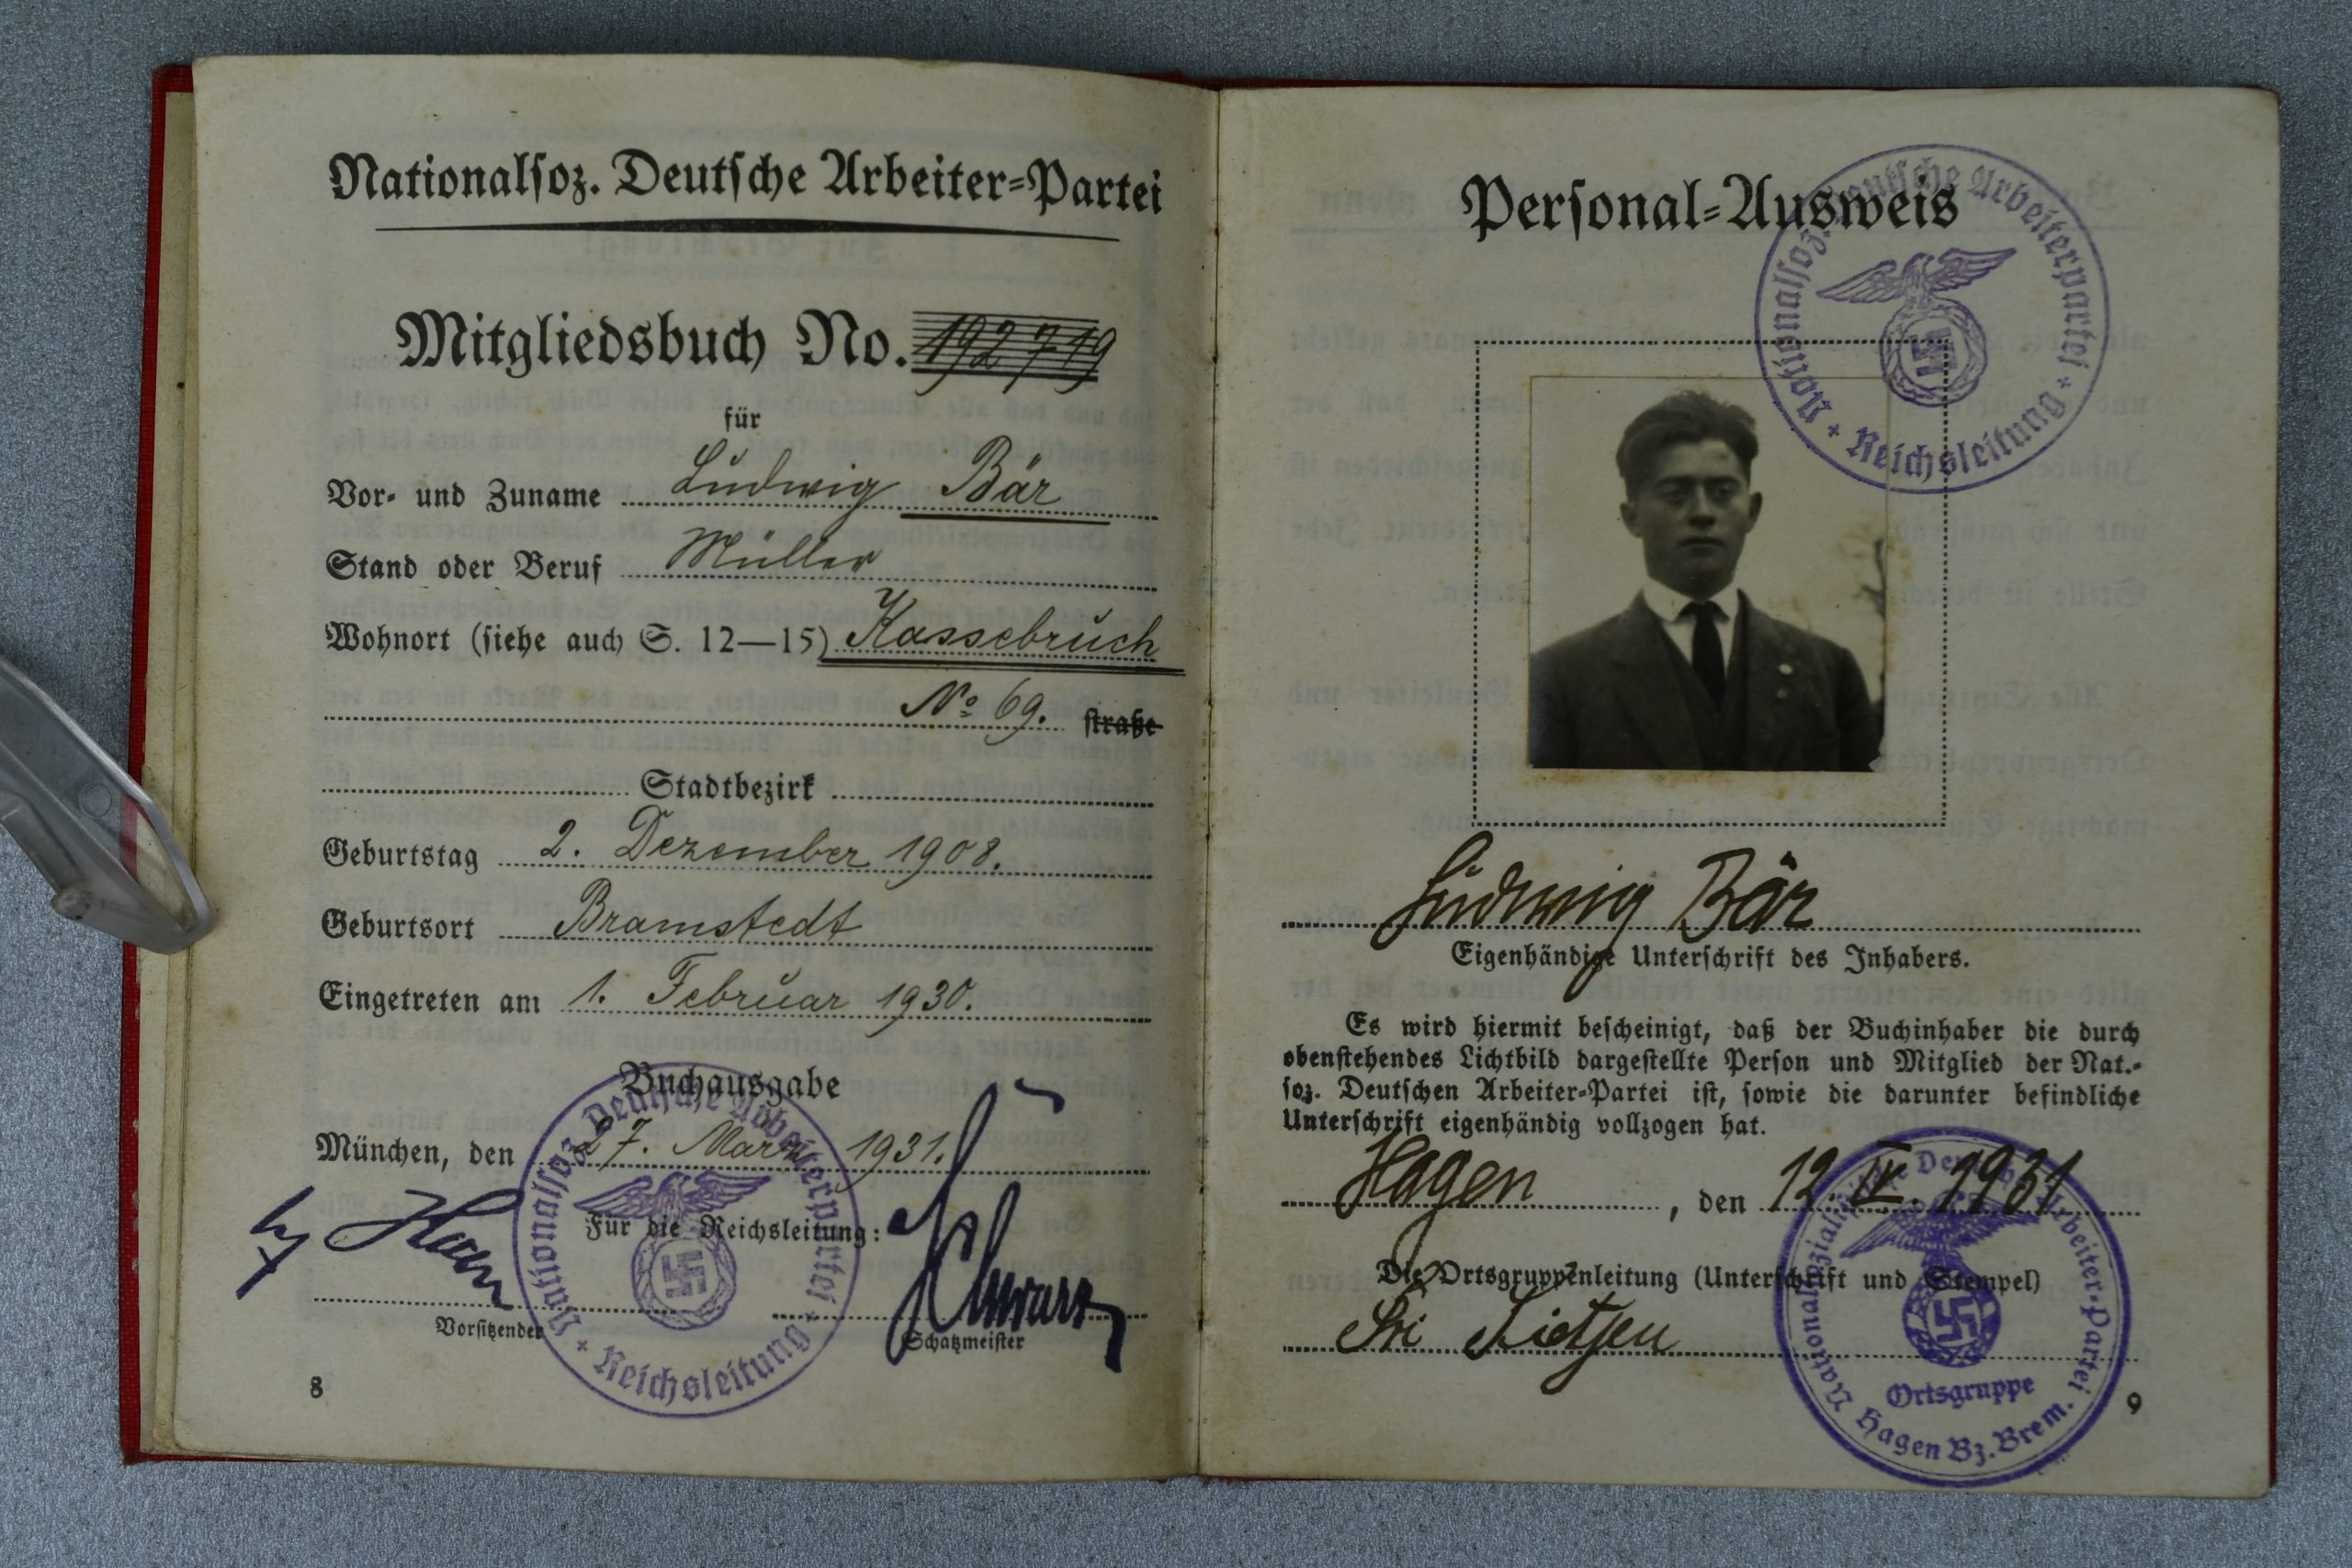 Nationalsoz. Deutsche Arbeiter-Partei
Mitgliedsbuch No. 192719
für
Vor- und Zuname Ludwig Bär
Stand oder Beruf Müller
Wohnort (siehe auch S. 12—15) Kassebruch
No 69. straße
Stadtbezirk
Geburtstag 2. Dezember 1908.
Geburtsort Bramstedt
Eingetreten am 1. Februar 1930.
Buchausgabe
München, den 27. März 1931.
Für die Reichsleitung:
Schwarz
Vorsitzender
Schatzmeister
Nationalsoz. Deutsche Arbeiterpartei
Reichsleitung
8
Personal-Ausweis
Nationalsoz. Deutsche Arbeiterpartei
Reichsleitung
Ludwig Bär
Eigenhändige Unterschrift des Inhabers.
Es wird hiermit bescheinigt, daß der Buchinhaber die durch
obenstehendes Lichtbild dargestellte Person und Mitglied der Nat.-
soz. Deutschen Arbeiter-Partei ist, sowie die darunter befindliche
Unterschrift eigenhändig vollzogen hat.
Hagen, den 12. IV. 1931
Die Ortsgruppenleitung (Unterschrift und Stempel)
Tietjen
Nationalsozialistische Deutsche Arbeiter-Partei
Ortsgruppe
Hagen Bz. Brem.
9